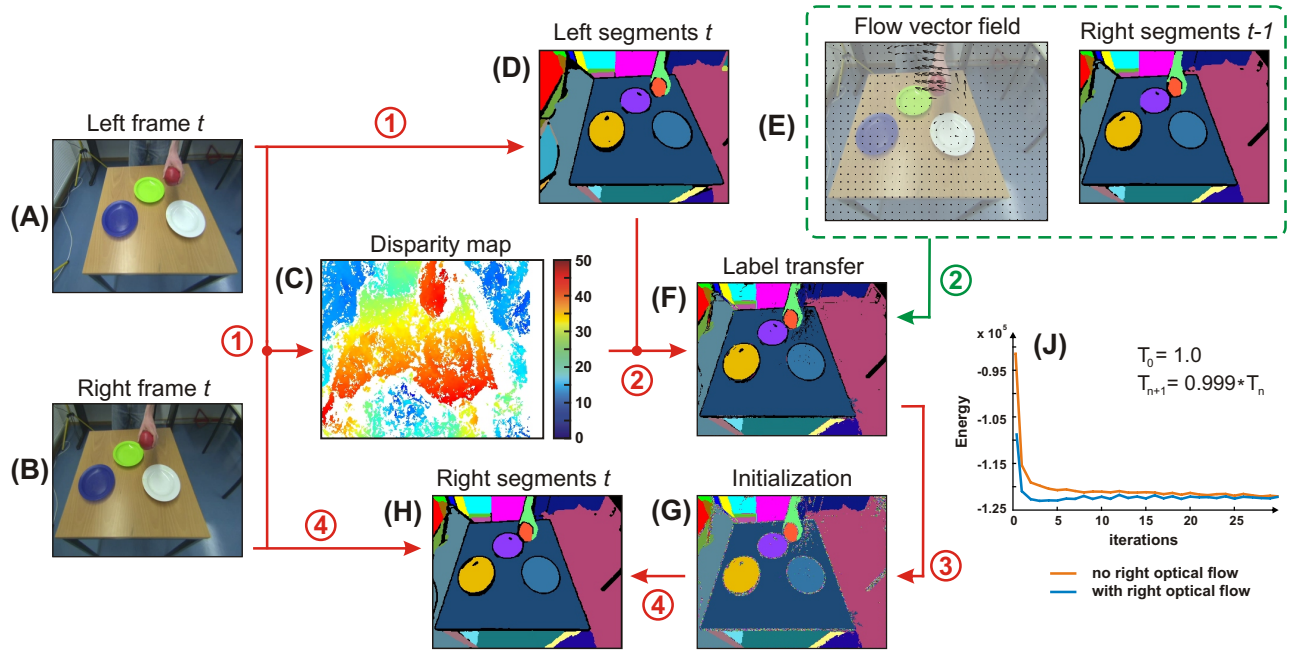 Left segments t
Flow vector field
Right segments t-1
(D)
(E)
Left frame t
①
(A)
Disparity map
(C)
50
40
30
20
10
0
Label transfer
(F)
②
①
②
Right frame t
(B)
(J)
x 10⁵
-0.95
-1.05
-1.15
-1.25
Energy
T₀ = 1.0
Tₙ₊₁ = 0.999*Tₙ
0 5 10 15 20 25
iterations
no right optical flow
with right optical flow
Right segments t
(H)
Initialization
(G)
④
④
③